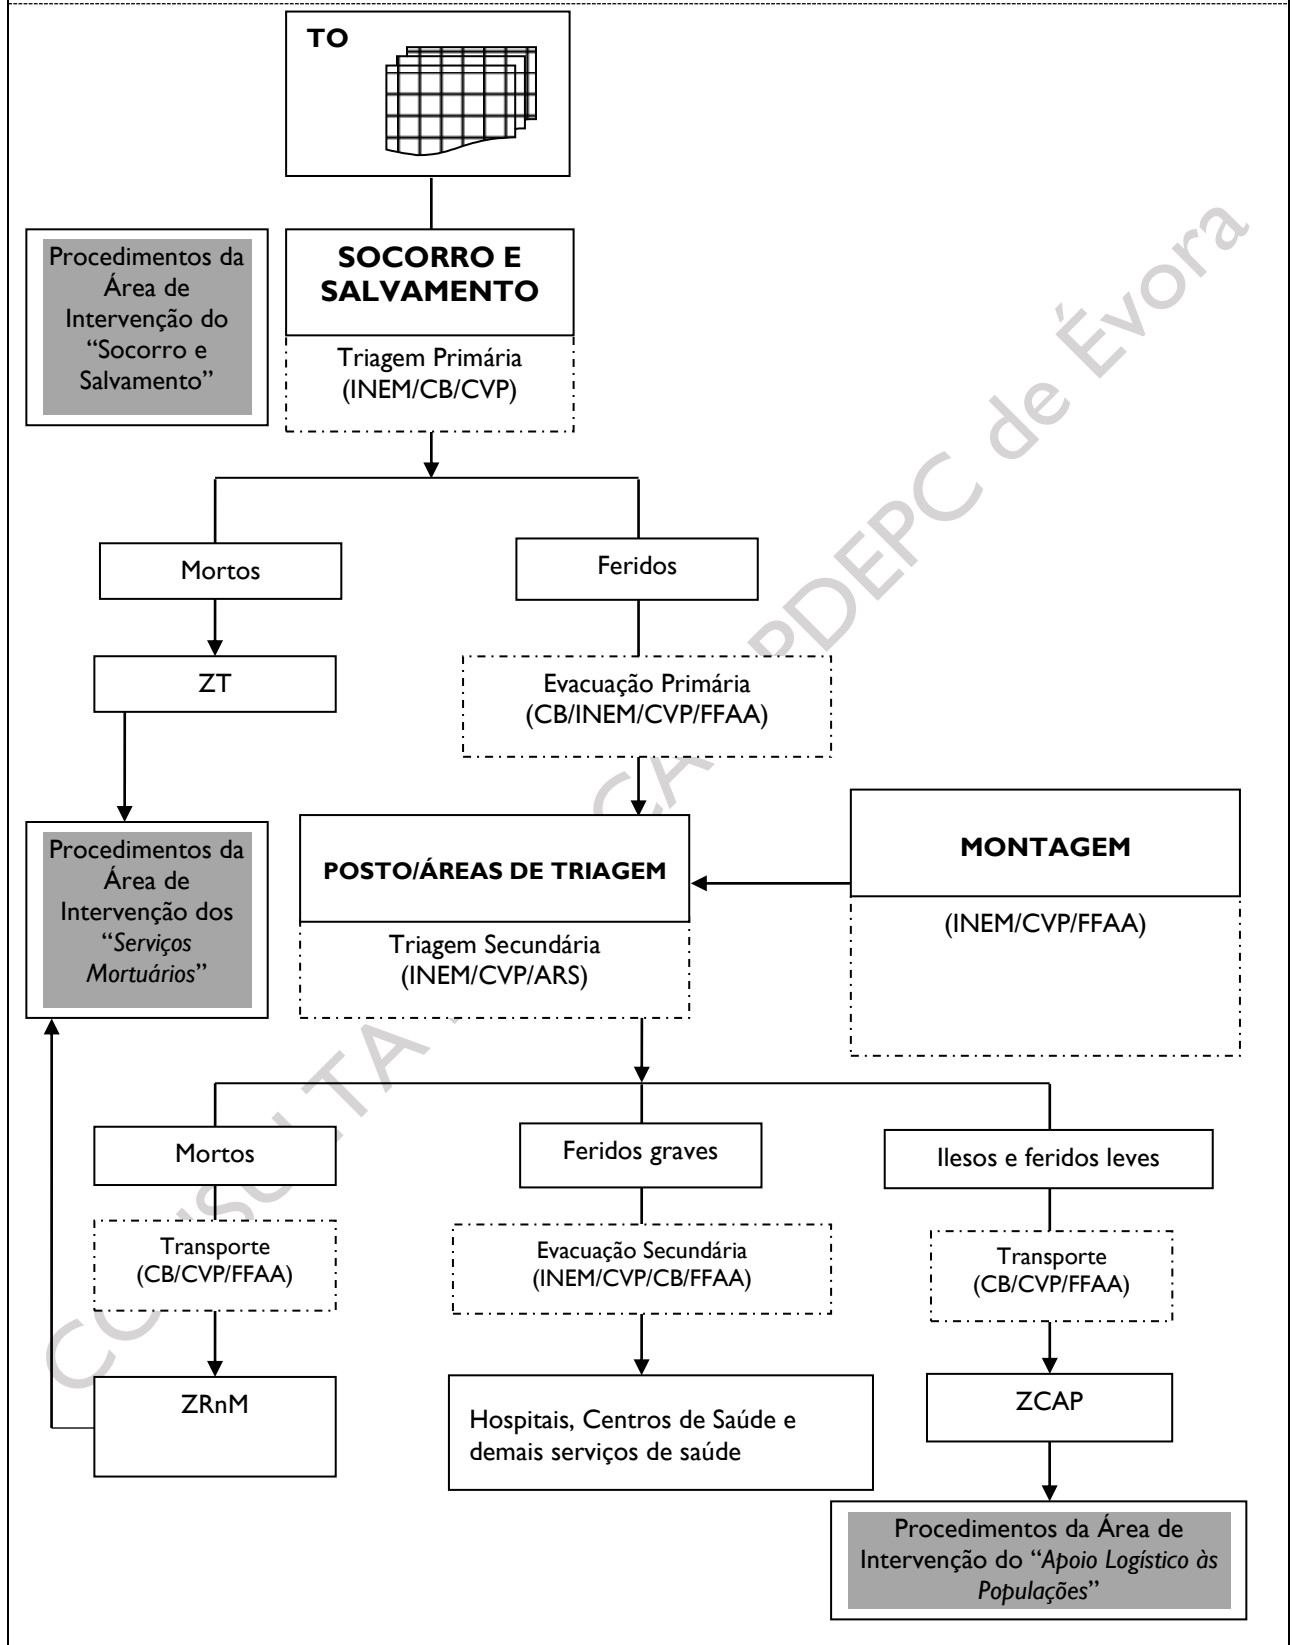 TO
Procedimentos da
Área de
Intervenção do
“Socorro e
Salvamento”
SOCORRO E
SALVAMENTO
Triagem Primária
(INEM/CB/CVP)
Mortos
Feridos
ZT
Evacuação Primária
(CB/INEM/CVP/FFAA)
Procedimentos da
Área de
Intervenção dos
“Serviços
Mortuários”
POSTO/ÁREAS DE TRIAGEM
Triagem Secundária
(INEM/CVP/ARS)
MONTAGEM
(INEM/CVP/FFAA)
Mortos
Feridos graves
Ilesos e feridos leves
Transporte
(CB/CVP/FFAA)
Evacuação Secundária
(INEM/CVP/CB/FFAA)
Transporte
(CB/CVP/FFAA)
ZRnM
Hospitais, Centros de Saúde e
demais serviços de saúde
ZCAP
Procedimentos da Área de
Intervenção do “Apoio Logístico às
Populações”
PDEPC de Évora